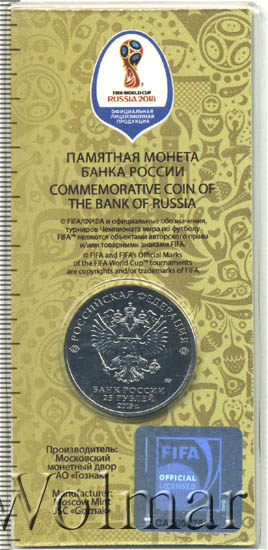 FIFA WORLD CUP
RUSSIA 2018
ОФИЦИАЛЬНАЯ
ЛИЦЕНЗИОННАЯ
ПРОДУКЦИЯ
ПАМЯТНАЯ МОНЕТА
БАНКА РОССИИ
COMMEMORATIVE COIN OF
THE BANK OF RUSSIA
© FIFA/ФИФА и официальные обозначения
турниров Чемпионата мира по футболу
FIFA™ являются объектами авторского права
и/или товарными знаками FIFA.
© FIFA and FIFA's Official Marks
of the FIFA World Cup™ tournaments
are copyrights and/or trademarks of FIFA.
РОССИЙСКАЯ ФЕДЕРАЦИЯ
БАНК РОССИИ
25 РУБЛЕЙ
2018 г.
Производитель:
Московский
монетный двор
АО «Гознак»
Manufacturer:
Moscow Mint
JSC «Goznak»
FIFA
OFFICIAL
LICENSED
Wolmar